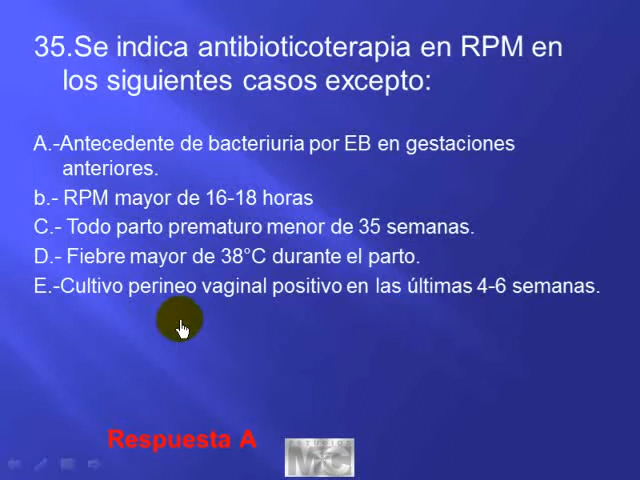 35.Se indica antibioticoterapia en RPM en
los siguientes casos excepto:
A.-Antecedente de bacteriuria por EB en gestaciones
anteriores.
b.- RPM mayor de 16-18 horas
C.- Todo parto prematuro menor de 35 semanas.
D.- Fiebre mayor de 38°C durante el parto.
E.-Cultivo perineo vaginal positivo en las últimas 4-6 semanas.
Respuesta A
ESTUDIOS
MC